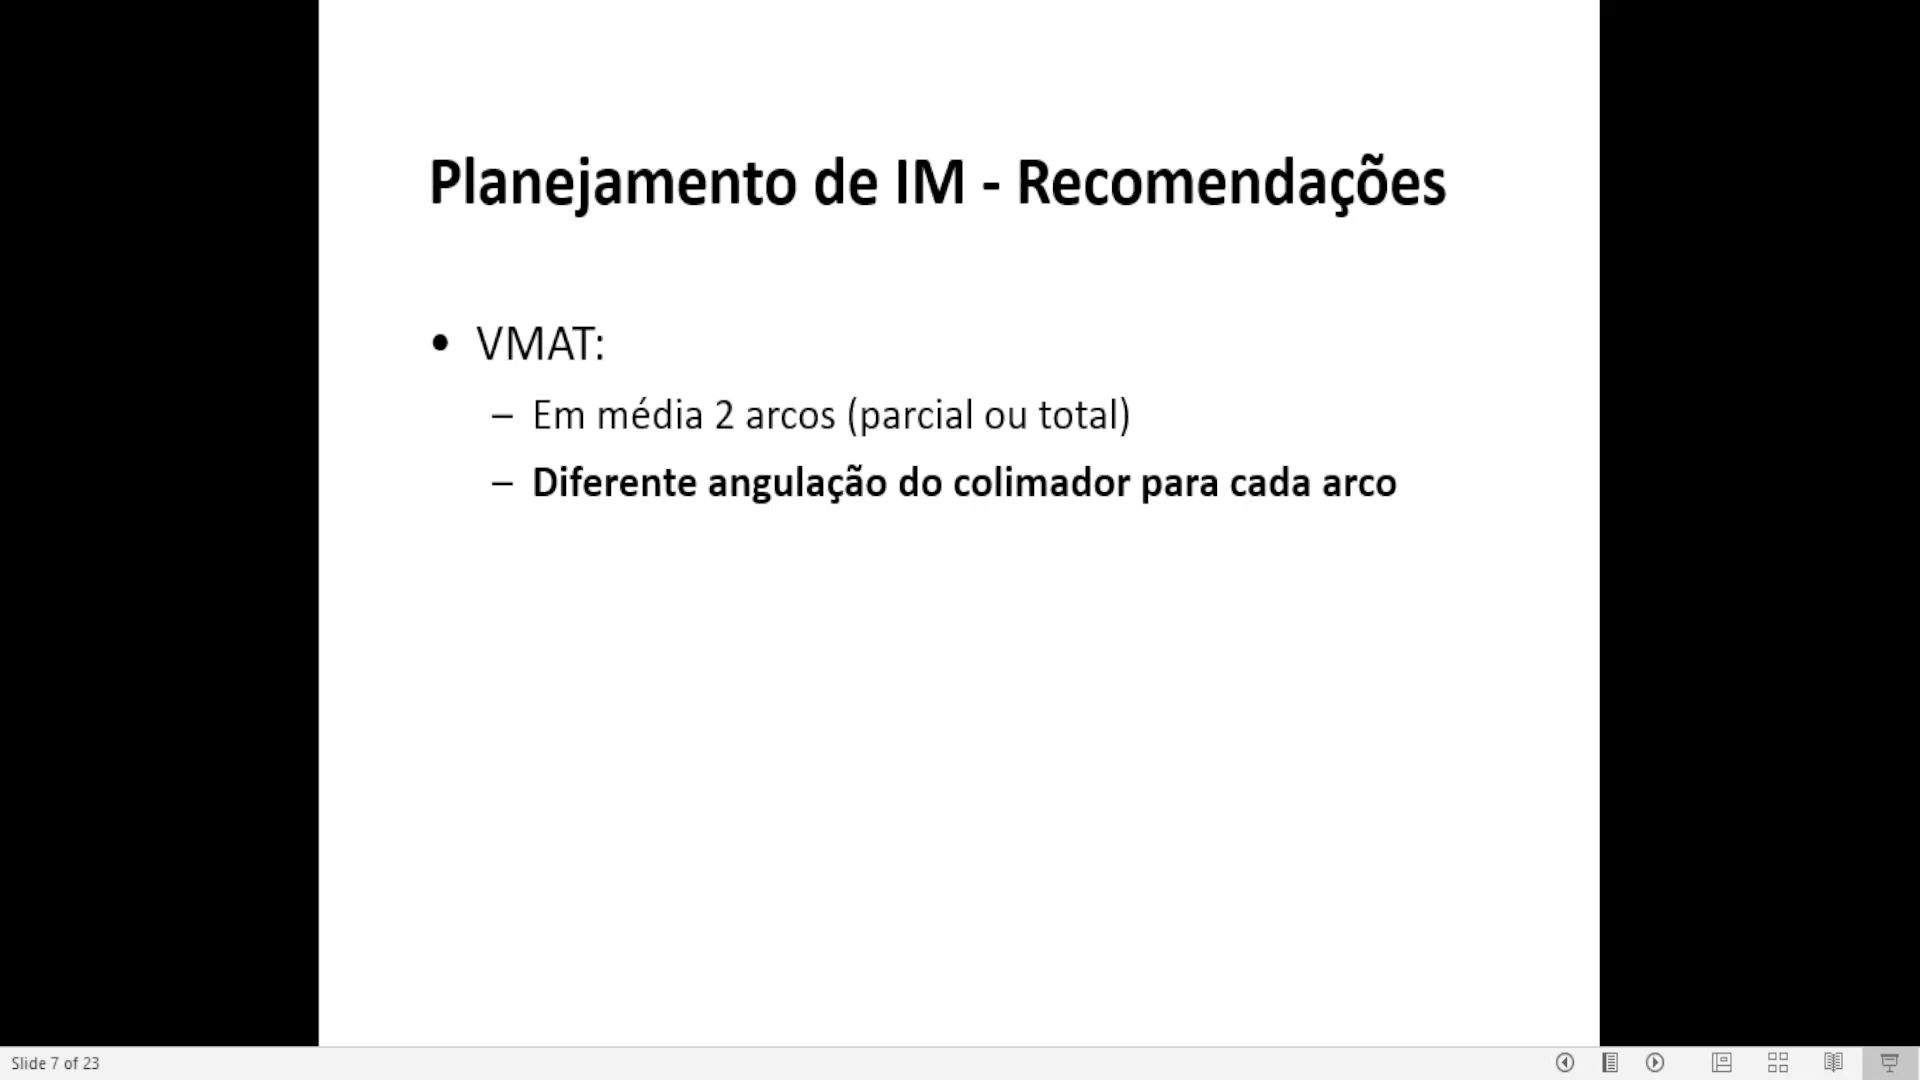 Planejamento de IM - Recomendações
• VMAT:
– Em média 2 arcos (parcial ou total)
– Diferente angulação do colimador para cada arco
Slide 7 of 23